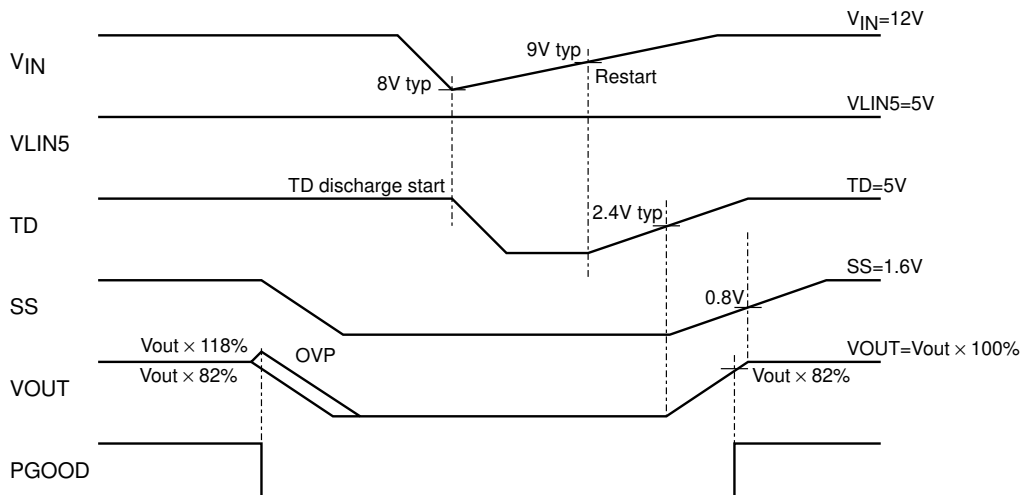 VIN=12V
9V typ
VIN
8V typ
Restart
VLIN5=5V
VLIN5
TD discharge start
TD=5V
2.4V typ
TD
SS=1.6V
SS
0.8V
Vout × 118%
OVP
VOUT=Vout × 100%
VOUT
Vout × 82%
Vout × 82%
PGOOD